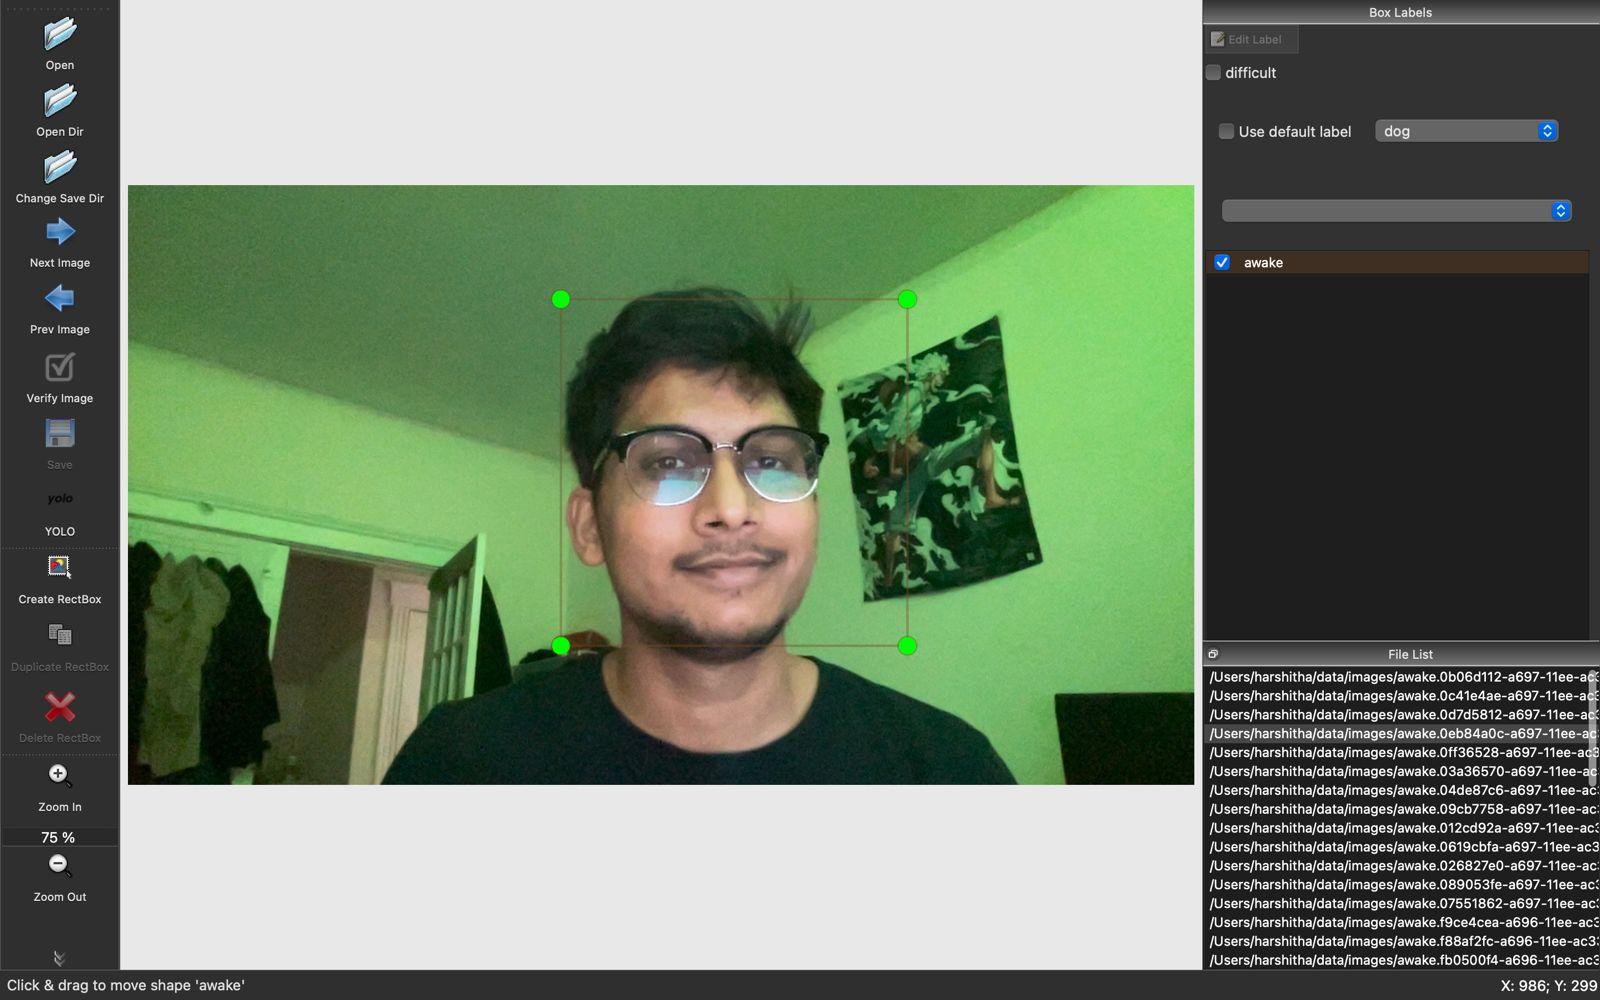 Open
Open Dir
Change Save Dir
Next Image
Prev Image
Verify Image
Save
yolo
YOLO
Create RectBox
Duplicate RectBox
Delete RectBox
Zoom In
75 %
Zoom Out
Box Labels
Edit Label
difficult
Use default label dog
awake
File List
/Users/harshitha/data/images/awake.0b06d112-a697-11ee-ac3
/Users/harshitha/data/images/awake.0c41e4ae-a697-11ee-ac3
/Users/harshitha/data/images/awake.0d7d5812-a697-11ee-ac3
/Users/harshitha/data/images/awake.0eb84a0c-a697-11ee-ac3
/Users/harshitha/data/images/awake.0ff36528-a697-11ee-ac3
/Users/harshitha/data/images/awake.03a36570-a697-11ee-ac3
/Users/harshitha/data/images/awake.04de87c6-a697-11ee-ac3
/Users/harshitha/data/images/awake.09cb7758-a697-11ee-ac3
/Users/harshitha/data/images/awake.012cd92a-a697-11ee-ac3
/Users/harshitha/data/images/awake.0619cbfa-a697-11ee-ac3
/Users/harshitha/data/images/awake.026827e0-a697-11ee-ac3
/Users/harshitha/data/images/awake.089053fe-a697-11ee-ac3
/Users/harshitha/data/images/awake.07551862-a697-11ee-ac3
/Users/harshitha/data/images/awake.f9ce4cea-a696-11ee-ac3
/Users/harshitha/data/images/awake.f88af2fc-a696-11ee-ac33
/Users/harshitha/data/images/awake.fb0500f4-a696-11ee-ac3
Click & drag to move shape 'awake'
X: 986; Y: 299